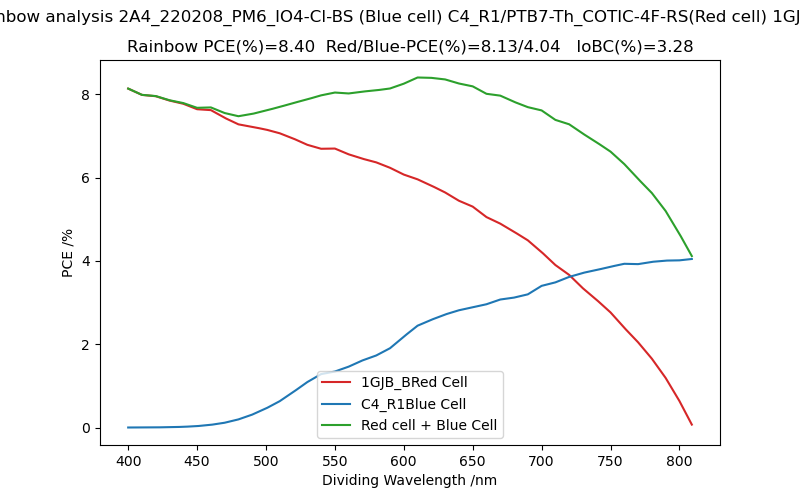 nbow analysis 2A4_220208_PM6_IO4-Cl-BS (Blue cell) C4_R1/PTB7-Th_COTIC-4F-RS(Red cell) 1GJ
Rainbow PCE(%)=8.40 Red/Blue-PCE(%)=8.13/4.04 IoBC(%)=3.28
8
6
4
2
0
PCE /%
1GJB_BRed Cell
C4_R1Blue Cell
Red cell + Blue Cell
400 450 500 550 600 650 700 750 800
Dividing Wavelength /nm